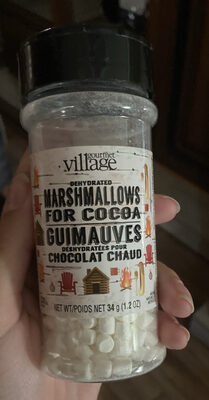 gourmet
village
DEHYDRATED
MARSHMALLOWS
FOR COCOA
GUIMAUVES
DÉSHYDRATÉES POUR
CHOCOLAT CHAUD
NET WT/POIDS NET 34 g (1.2 OZ)